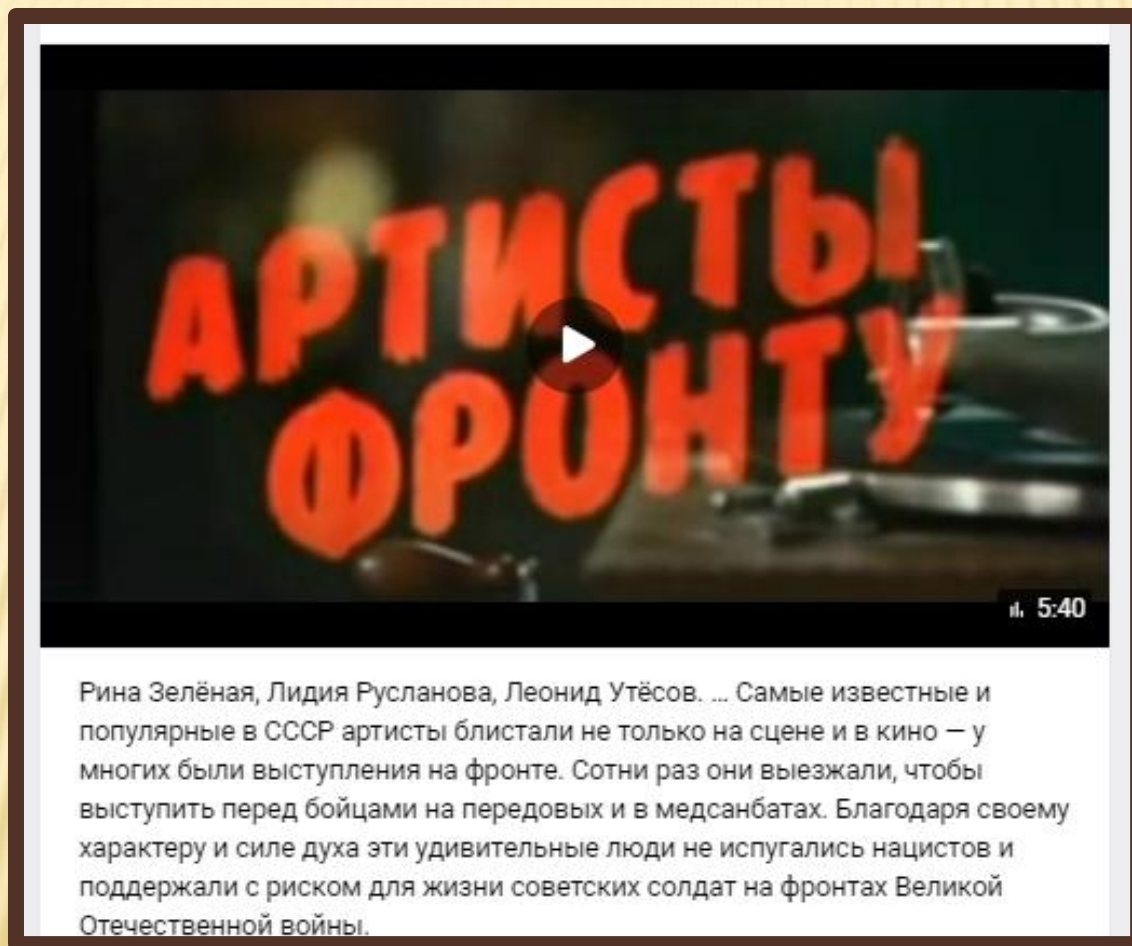 АРТИСТЫ
ФРОНТУ
5:40
Рина Зелёная, Лидия Русланова, Леонид Утёсов. ... Самые известные и
популярные в СССР артисты блистали не только на сцене и в кино — у
многих были выступления на фронте. Сотни раз они выезжали, чтобы
выступить перед бойцами на передовых и в медсанбатах. Благодаря своему
характеру и силе духа эти удивительные люди не испугались нацистов и
поддержали с риском для жизни советских солдат на фронтах Великой
Отечественной войны.